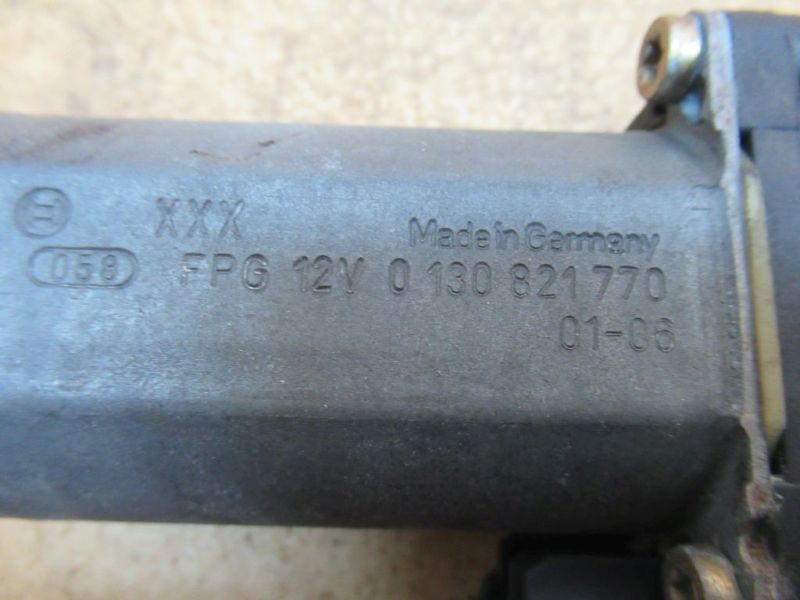 XXX
Made in Germany
058 FPG 12V 0 130 821 770
01-06